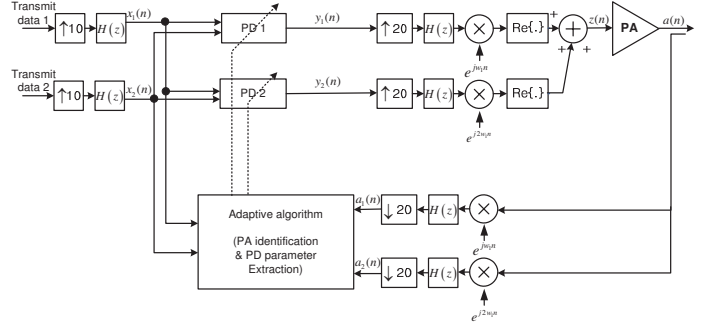 Transmit
data 1
↑10
H(z)
x₁(n)
PD 1
y₁(n)
↑ 20
H(z)
×
e^{jw₁n}
Re{.}
+
+
+
z(n)
PA
a(n)
Transmit
data 2
↑10
H(z)
x₂(n)
PD 2
y₂(n)
↑ 20
H(z)
×
e^{j2w₁n}
Re{.}
+
Adaptive algorithm
(PA identification
& PD parameter
Extraction)
a₁(n)
↓ 20
H(z)
×
e^{jw₁n}
a₂(n)
↓ 20
H(z)
×
e^{j2w₁n}